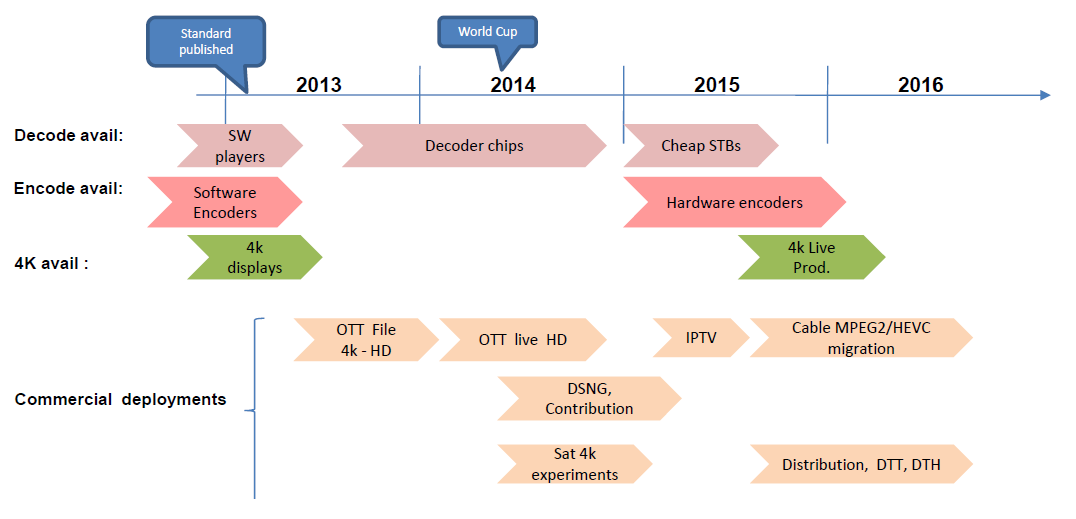 Standard
published
World Cup
2013
2014
2015
2016
Decode avail:
SW
players
Decoder chips
Cheap STBs
Encode avail:
Software
Encoders
Hardware encoders
4K avail :
4k
displays
4k Live
Prod.
OTT File
4k - HD
OTT live HD
IPTV
Cable MPEG2/HEVC
migration
Commercial deployments
DSNG,
Contribution
Sat 4k
experiments
Distribution, DTT, DTH